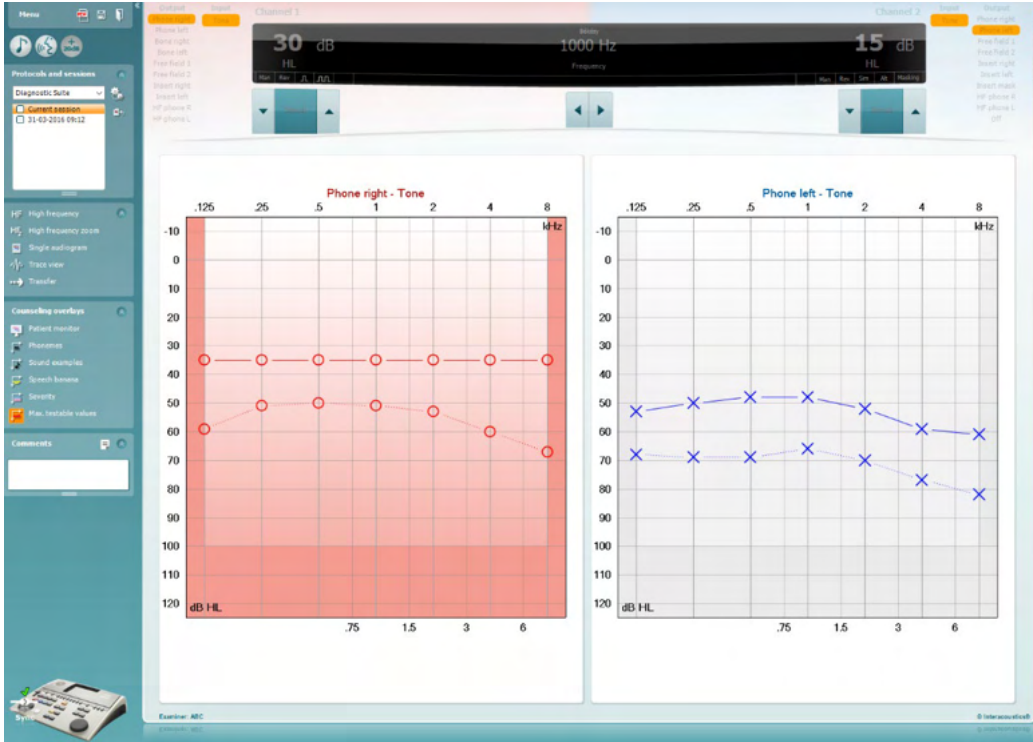 Menu
Output
Input
Channel 1
Channel 2
Input
Output
Phone right
Tone
Tone
Phone right
Phone left
Phone left
Bone right
Free field 1
Bone left
Free field 2
Free field 1
Insert right
Free field 2
Insert left
Insert right
Insert mask
Insert left
HF phone R
HF phone R
HF phone L
HF phone L
Off
30 dB
HL
1000 Hz
Frequency
15 dB
HL
Man Rev
Man Rev Sim Alt Masking
Protocols and sessions
Diagnostic Suite
Current session
31-03-2016 09:12
HF High frequency
High frequency zoom
Single audiogram
Trace view
Transfer
Counseling overlays
Patient monitor
Phonemes
Sound examples
Speech banana
Severity
Max. testable values
Comments
Sync
Phone right - Tone
.125 .25 .5 1 2 4 8
kHz
-10
0
10
20
30
40
50
60
70
80
90
100
110
120
dB HL
.75 1.5 3 6
Phone left - Tone
.125 .25 .5 1 2 4 8
kHz
-10
0
10
20
30
40
50
60
70
80
90
100
110
120
dB HL
.75 1.5 3 6
Examiner: AEC
© Interacoustics®